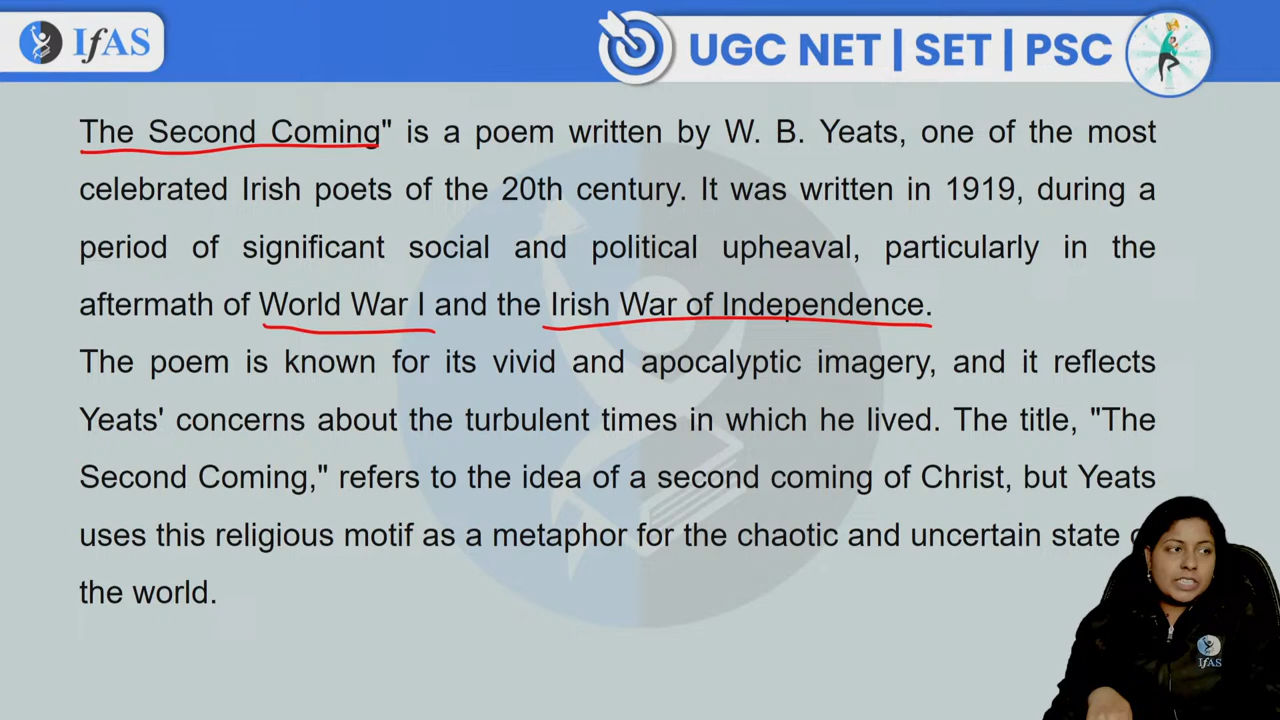 IfAS
UGC NET | SET | PSC
The Second Coming" is a poem written by W. B. Yeats, one of the most
celebrated Irish poets of the 20th century. It was written in 1919, during a
period of significant social and political upheaval, particularly in the
aftermath of World War I and the Irish War of Independence.
The poem is known for its vivid and apocalyptic imagery, and it reflects
Yeats' concerns about the turbulent times in which he lived. The title, "The
Second Coming," refers to the idea of a second coming of Christ, but Yeats
uses this religious motif as a metaphor for the chaotic and uncertain state
the world.
IfAS